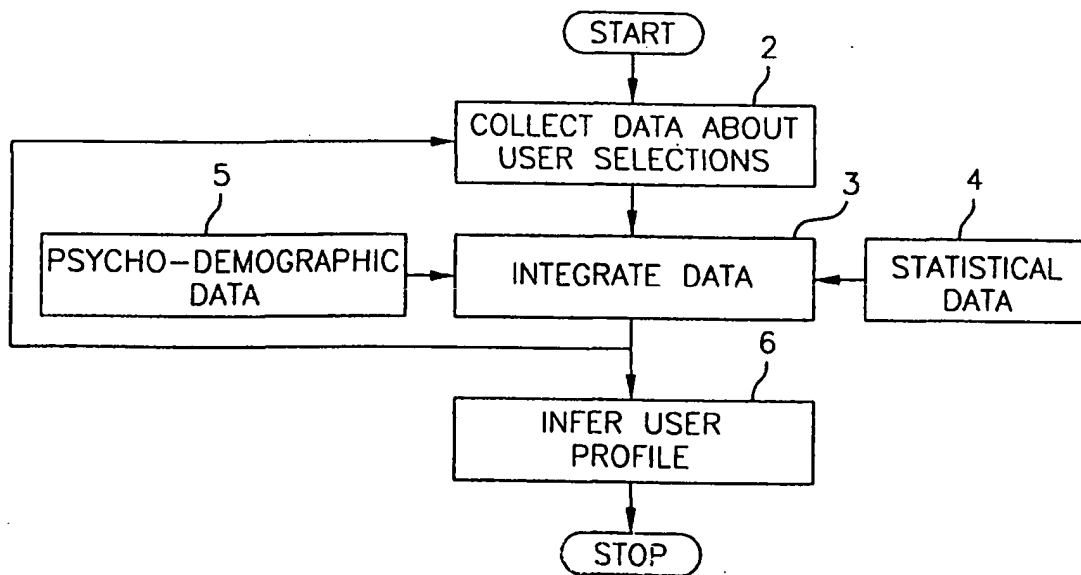 START
2
COLLECT DATA ABOUT
USER SELECTIONS
5
3
4
PSYCHO-DEMOGRAPHIC
DATA
INTEGRATE DATA
STATISTICAL
DATA
6
INFER USER
PROFILE
STOP